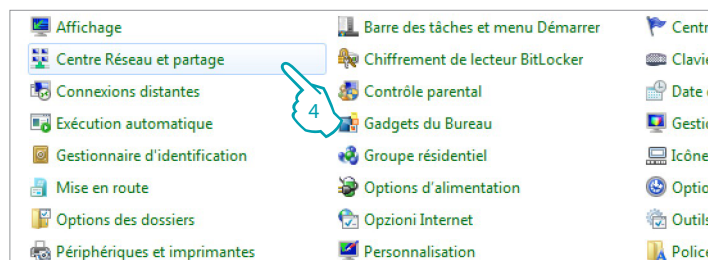 Affichage
Barre des tâches et menu Démarrer
Centr
Centre Réseau et partage
Chiffrement de lecteur BitLocker
Clavie
Connexions distantes
4
Contrôle parental
Date
Exécution automatique
Gadgets du Bureau
Gestio
Gestionnaire d'identification
Groupe résidentiel
Icône
Mise en route
Options d'alimentation
Optio
Options des dossiers
Opzioni Internet
Outils
Périphériques et imprimantes
Personnalisation
Police